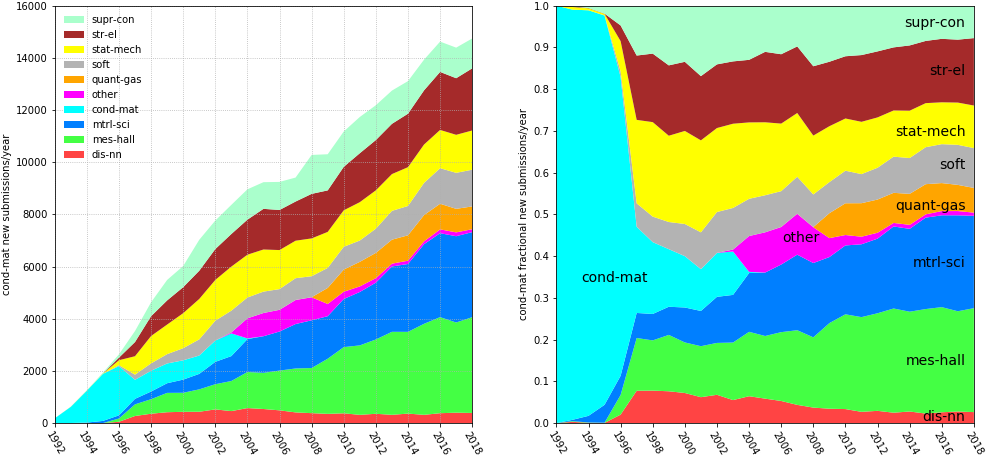 cond-mat new submissions/year
16000
14000
12000
10000
8000
6000
4000
2000
0
supr-con
str-el
stat-mech
soft
quant-gas
other
cond-mat
mtrl-sci
mes-hall
dis-nn
1992
1994
1996
1998
2000
2002
2004
2006
2008
2010
2012
2014
2016
2018
cond-mat fractional new submissions/year
1.0
0.9
0.8
0.7
0.6
0.5
0.4
0.3
0.2
0.1
0.0
supr-con
str-el
stat-mech
soft
quant-gas
other
mtrl-sci
cond-mat
mes-hall
dis-nn
1992
1994
1996
1998
2000
2002
2004
2006
2008
2010
2012
2014
2016
2018